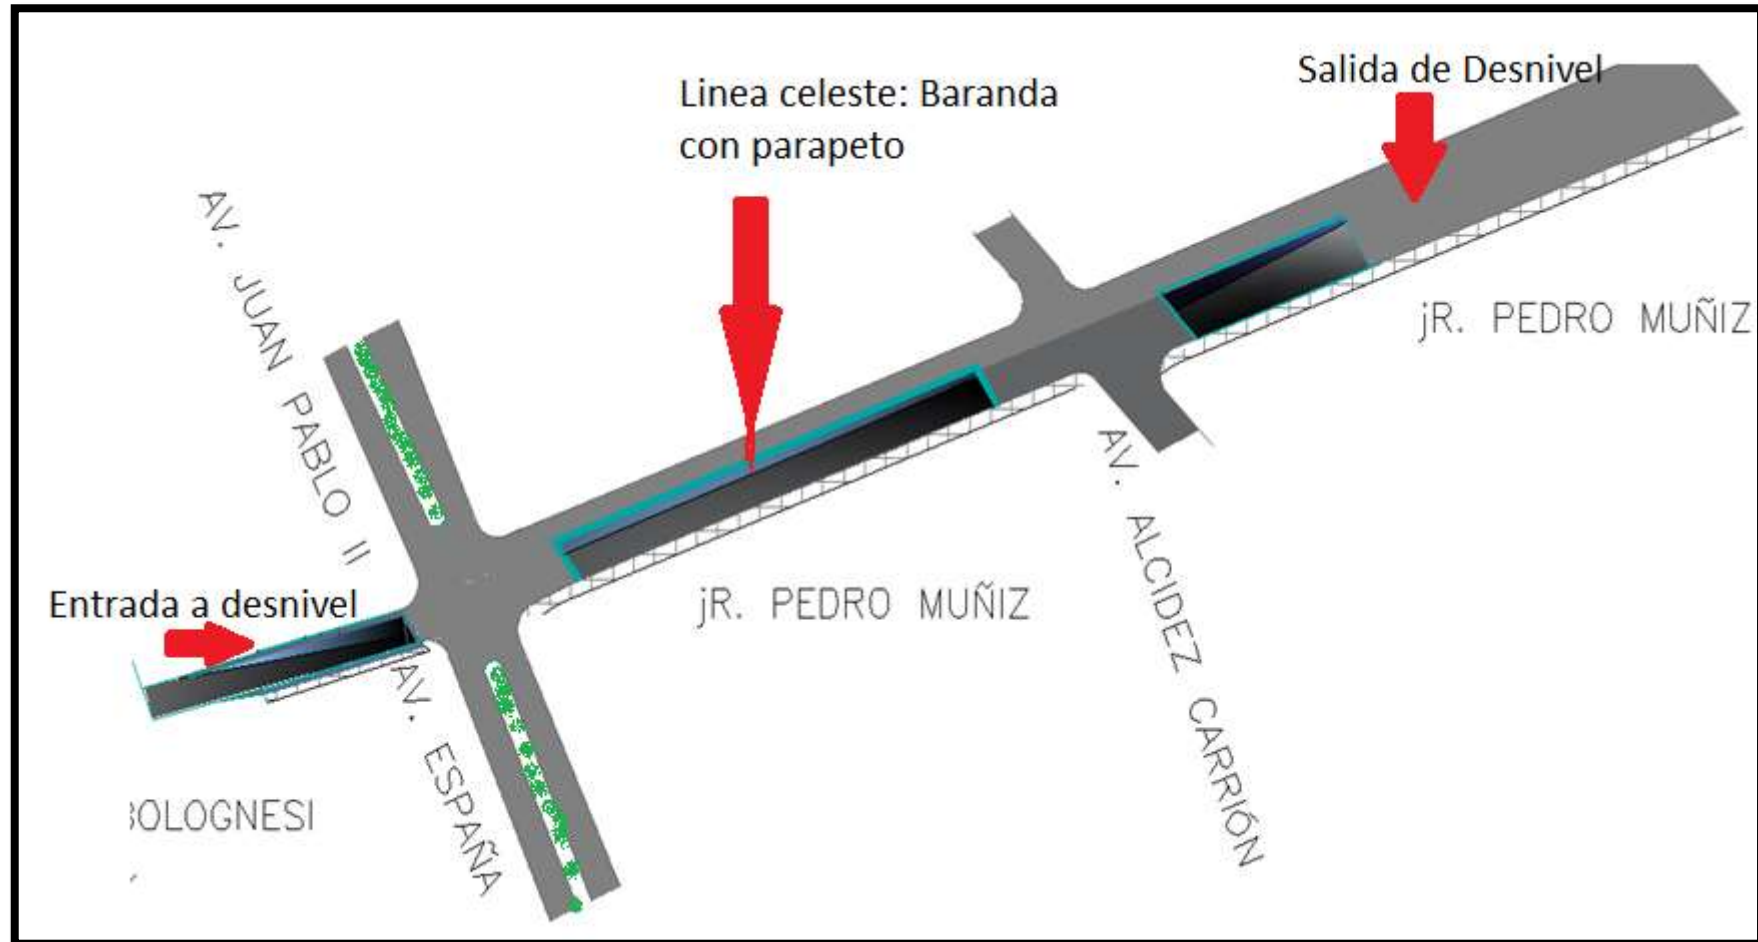 Linea celeste: Baranda
con parapeto
Salida de Desnivel
AV. JUAN PABLO II
jR. PEDRO MUÑIZ
Entrada a desnivel
jR. PEDRO MUÑIZ
AV. ALCIDEZ CARRIÓN
AV. ESPAÑA
BOLOGNESI